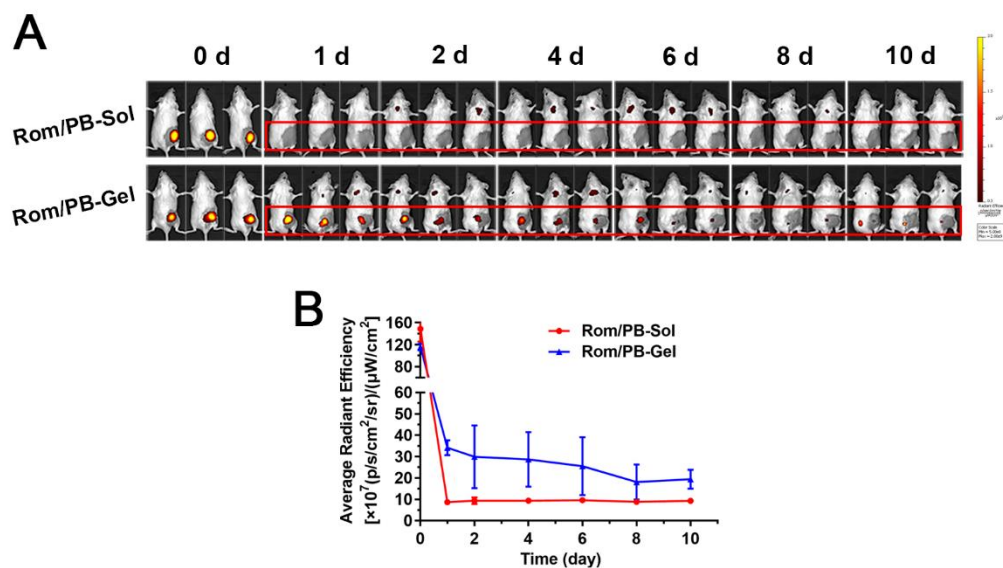 A
0 d 1 d 2 d 4 d 6 d 8 d 10 d
Rom/PB-Sol
Rom/PB-Gel
B
Average Radiant Efficiency
[×10⁷(p/s/cm²/sr)/(μW/cm²]
160
120
80
60
50
40
30
20
10
0
0 2 4 6 8 10
Time (day)
Rom/PB-Sol
Rom/PB-Gel